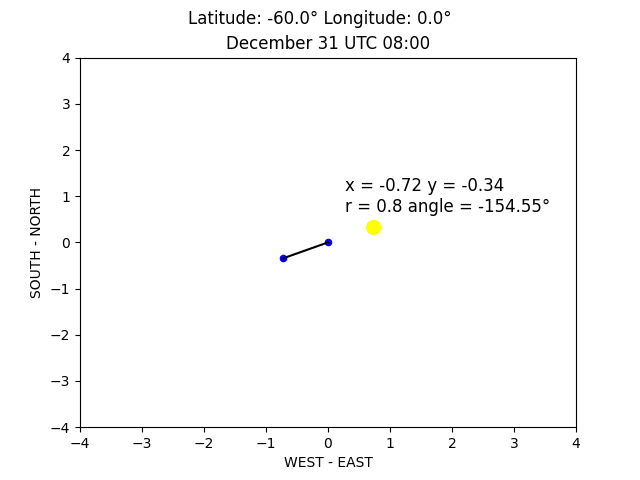 Latitude: -60.0° Longitude: 0.0°
December 31 UTC 08:00
4
3
2
1
0
−1
−2
−3
−4
SOUTH - NORTH
x = -0.72 y = -0.34
r = 0.8 angle = -154.55°
−4 −3 −2 −1 0 1 2 3 4
WEST - EAST